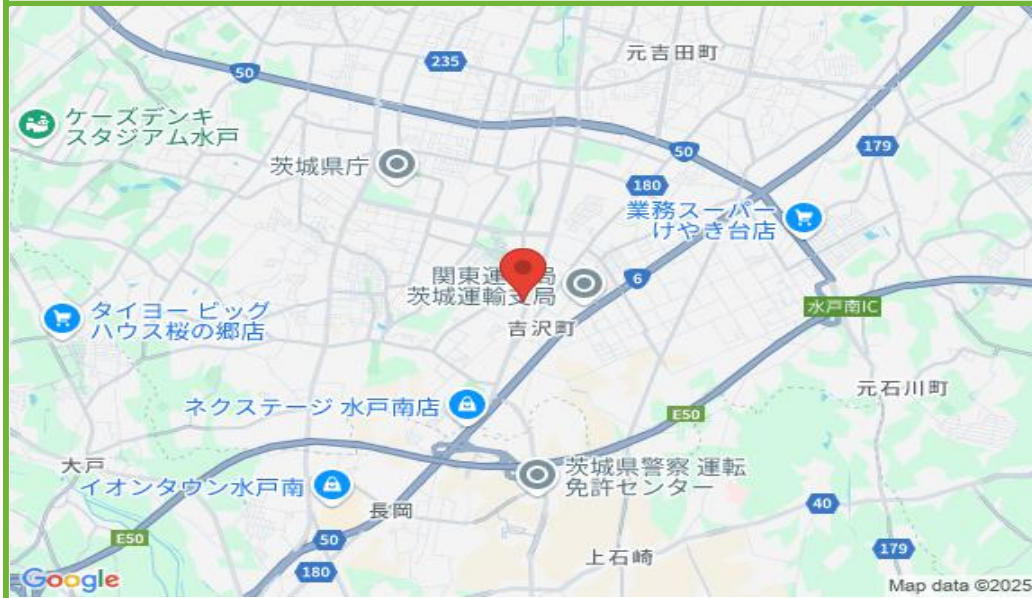 元吉田町
235
50
ケーズデンキ
スタジアム水戸
179
50
茨城県庁
180
業務スーパー
けやき台店
関東運
局
茨城運輸支局
6
タイヨー ビッグ
ハウス桜の郷店
水戸南IC
吉沢町
元石川町
ネクステージ 水戸南店
E50
大戸
茨城県警察 運転
免許センター
イオンタウン水戸南
40
長岡
E50
50
上石崎
179
180
Google
Map data ©2025